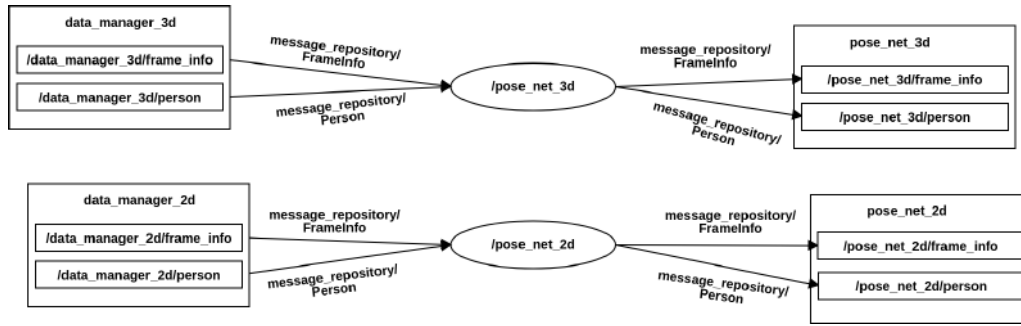 data_manager_3d
/data_manager_3d/frame_info
/data_manager_3d/person
message_repository/
FrameInfo
message_repository/
Person
/pose_net_3d
message_repository/
FrameInfo
message_repository/
Person
pose_net_3d
/pose_net_3d/frame_info
/pose_net_3d/person
data_manager_2d
/data_manager_2d/frame_info
/data_manager_2d/person
message_repository/
FrameInfo
message_repository/
Person
/pose_net_2d
message_repository/
FrameInfo
message_repository/
Person
pose_net_2d
/pose_net_2d/frame_info
/pose_net_2d/person